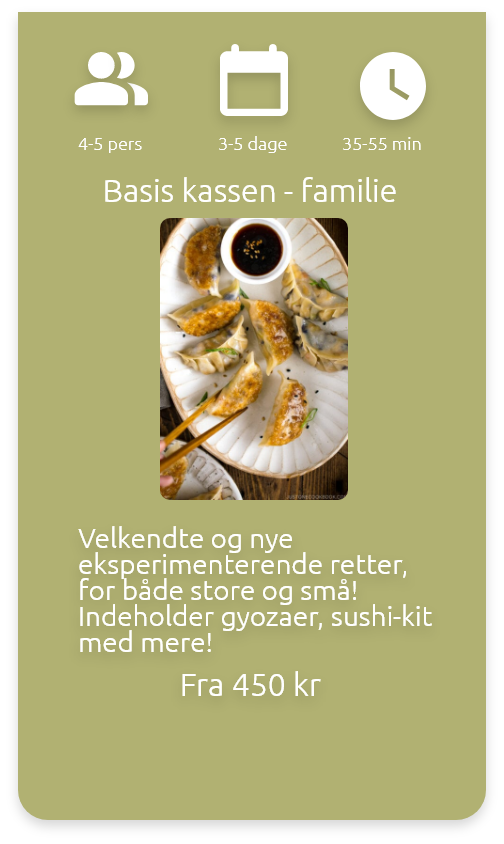 4-5 pers 3-5 dage 35-55 min
Basis kassen - familie
Velkendte og nye
eksperimenterende retter,
for både store og små!
Indeholder gyozaer, sushi-kit
med mere!
Fra 450 kr